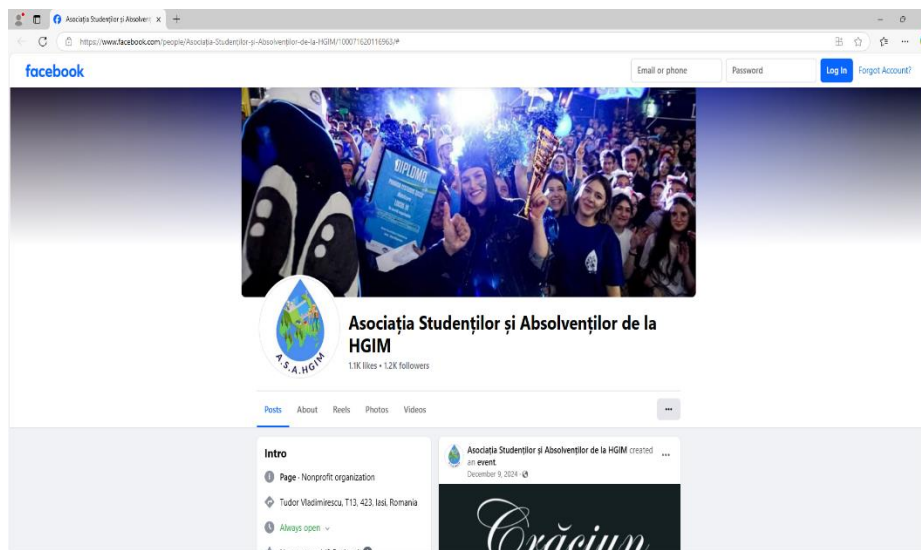 Asociația Studenților și Absolvenț
https://www.facebook.com/people/Asociația-Studenților-și-Absolvenților-de-la-HGIM/100071620116963/#
facebook
Email or phone
Password
Log In
Forgot Account?
DIPLOMA
A.S.A.HGIM
Asociația Studenților și Absolvenților de la
HGIM
1.1K likes • 1.2K followers
Posts
About
Reels
Photos
Videos
Intro
Page · Nonprofit organization
Tudor Vladimirescu, T13, 423, Iasi, Romania
Always open
Asociația Studenților și Absolvenților de la HGIM created
an event.
December 9, 2024
Crăciun